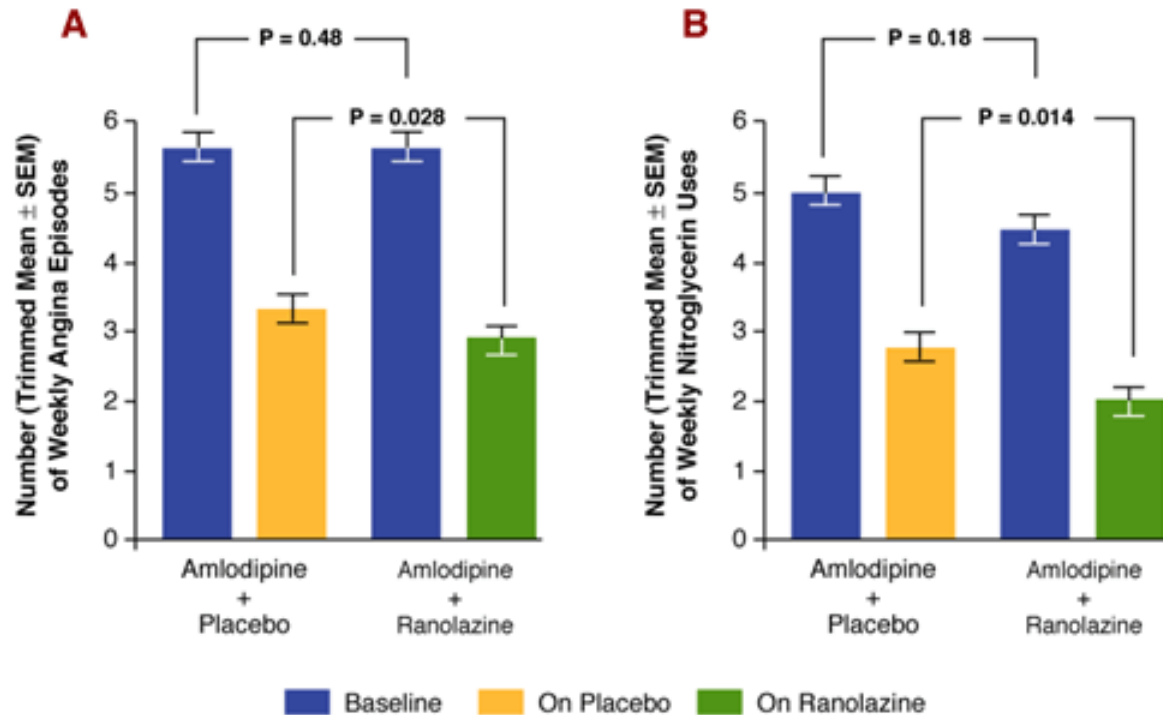 A
P = 0.48
P = 0.028
Number (Trimmed Mean ± SEM)
of Weekly Angina Episodes
6
5
4
3
2
1
0
Amlodipine
+
Placebo
Amlodipine
+
Ranolazine
B
P = 0.18
P = 0.014
Number (Trimmed Mean ± SEM)
of Weekly Nitroglycerin Uses
6
5
4
3
2
1
0
Amlodipine
+
Placebo
Amlodipine
+
Ranolazine
Baseline
On Placebo
On Ranolazine